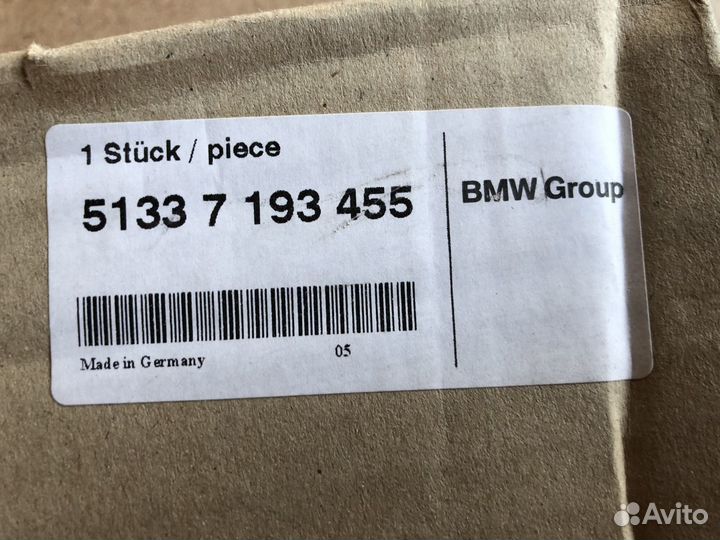 1 Stück / piece
5133 7 193 455
BMW Group
Made in Germany
05
Avito